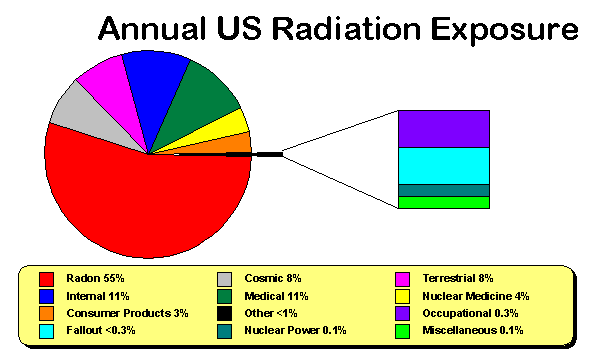 Annual US Radiation Exposure
Radon 55% Cosmic 8% Terrestrial 8%
Internal 11% Medical 11% Nuclear Medicine 4%
Consumer Products 3% Other <1% Occupational 0.3%
Fallout <0.3% Nuclear Power 0.1% Miscellaneous 0.1%